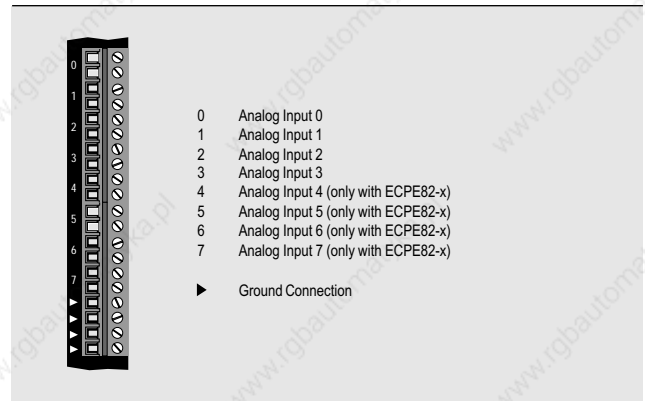 0
1
2
3
4
5
6
7
0 Analog Input 0
1 Analog Input 1
2 Analog Input 2
3 Analog Input 3
4 Analog Input 4 (only with ECPE82-x)
5 Analog Input 5 (only with ECPE82-x)
6 Analog Input 6 (only with ECPE82-x)
7 Analog Input 7 (only with ECPE82-x)
► Ground Connection